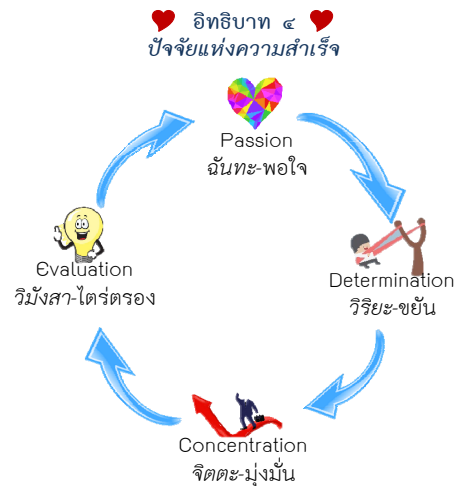 อิทธิบาท ๔
ปัจจัยแห่งความสำเร็จ
Passion
ฉันทะ-พอใจ
Determination
วิริยะ-ขยัน
Concentration
จิตตะ-มุ่งมั่น
Evaluation
วิมังสา-ไตร่ตรอง